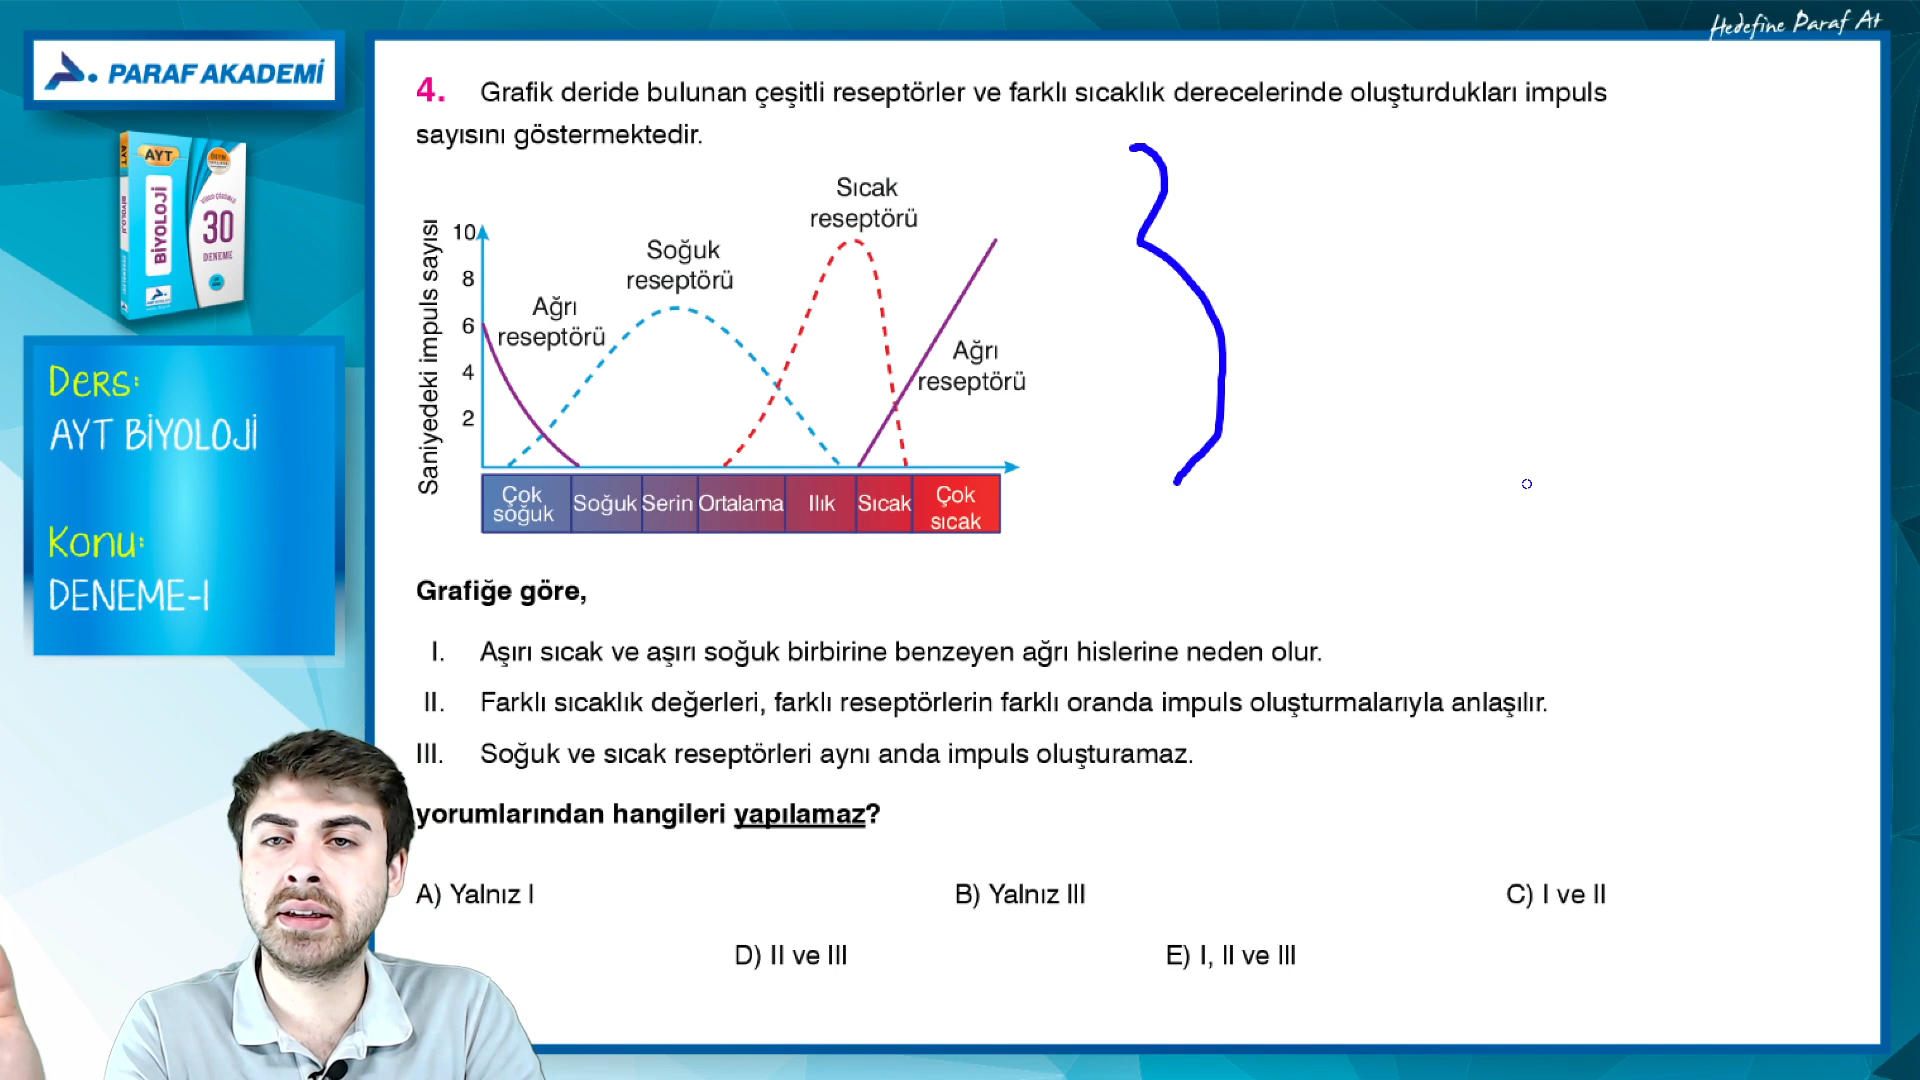 Hedefine Paraf At
PARAF AKADEMİ
AYT
AYT
BİYOLOJİ
BİYOLOJİ
30
DENEME
Ders:
AYT BİYOLOJİ
Konu:
DENEME-I
4. Grafik deride bulunan çeşitli reseptörler ve farklı sıcaklık derecelerinde oluşturdukları impuls
sayısını göstermektedir.
Saniyedeki impuls sayısı
10
8
6
4
2
Ağrı
reseptörü
Soğuk
reseptörü
Sıcak
reseptörü
Ağrı
reseptörü
Çok
soğuk
Soğuk
Serin
Ortalama
Ilık
Sıcak
Çok
sıcak
Grafiğe göre,
I. Aşırı sıcak ve aşırı soğuk birbirine benzeyen ağrı hislerine neden olur.
II. Farklı sıcaklık değerleri, farklı reseptörlerin farklı oranda impuls oluşturmalarıyla anlaşılır.
III. Soğuk ve sıcak reseptörleri aynı anda impuls oluşturamaz.
yorumlarından hangileri yapılamaz?
A) Yalnız I
B) Yalnız III
C) I ve II
D) II ve III
E) I, II ve III